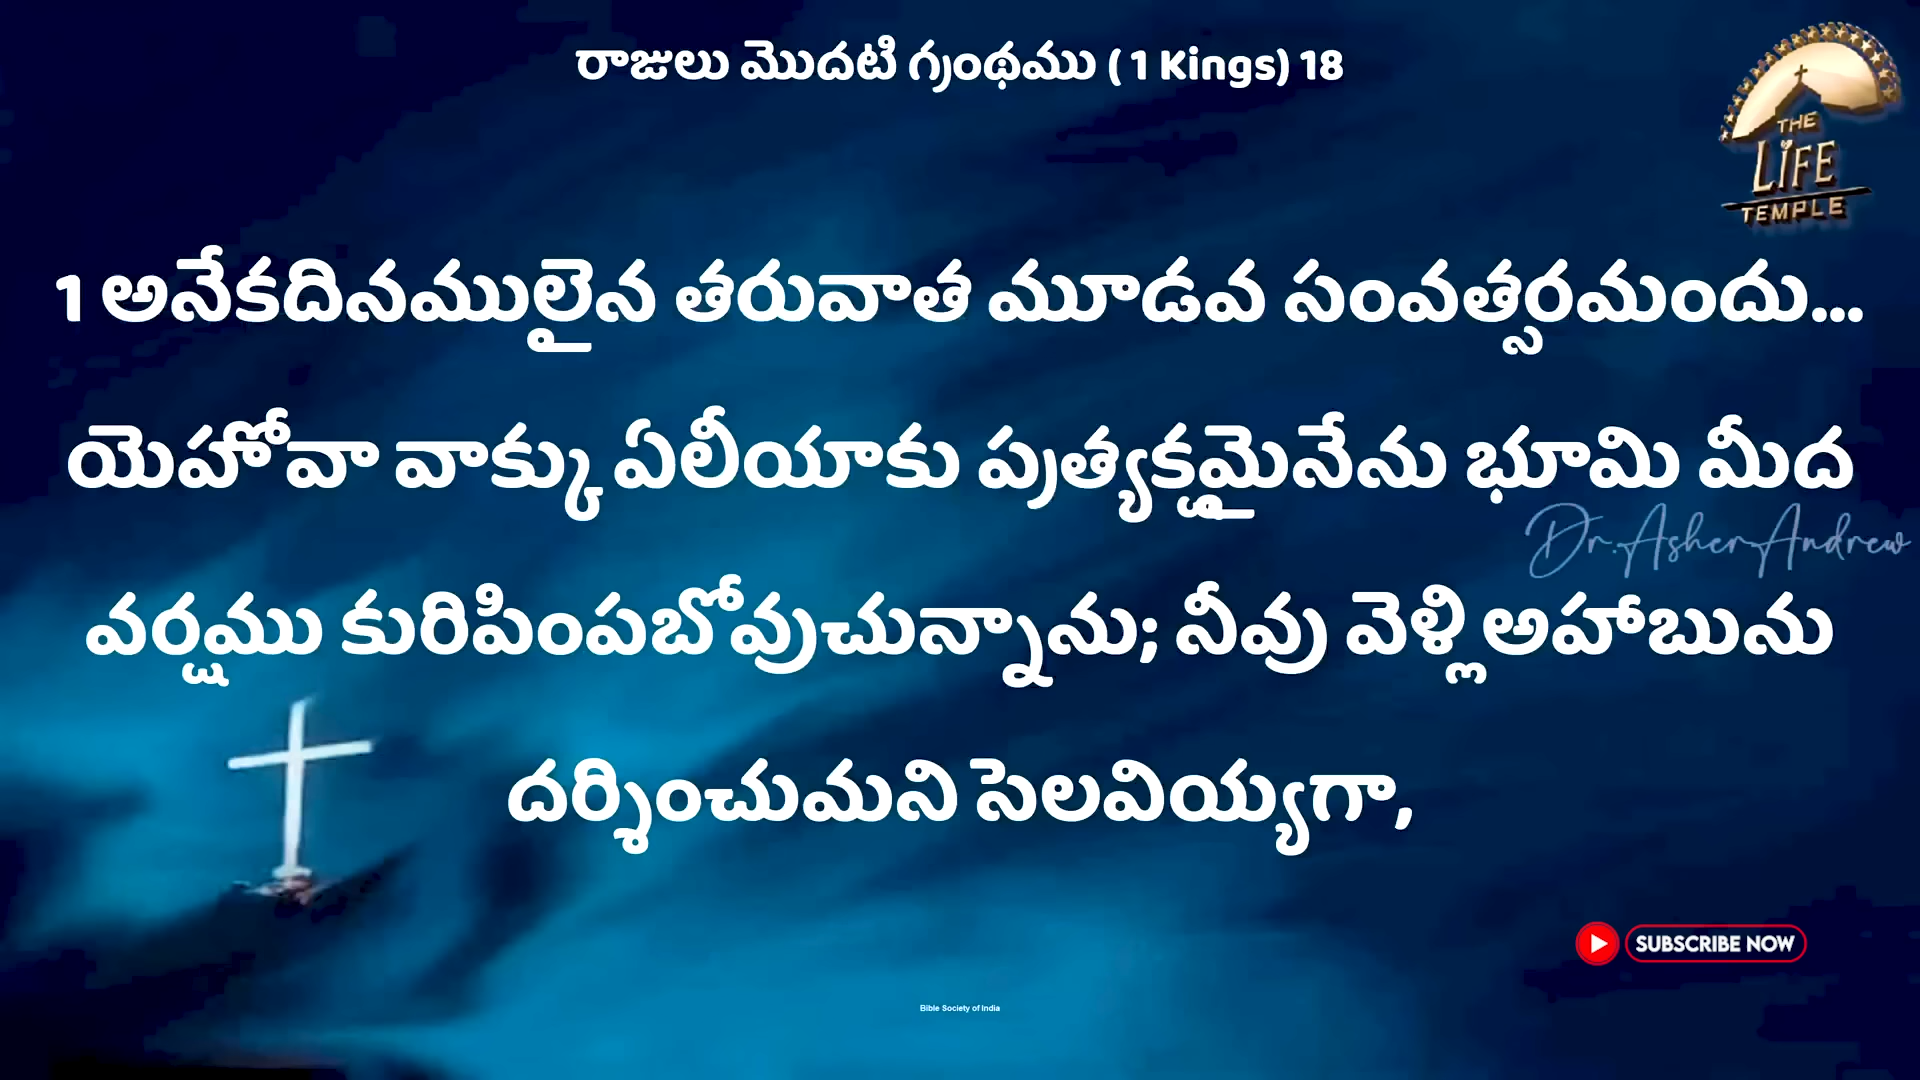 రాజులు మొదటి గ్రంథము ( 1 Kings) 18
THE
LIFE
TEMPLE
1 అనేకదినములైన తరువాత మూడవ సంవత్సరమందు...
యెహోవా వాక్కు ఏలీయాకు ప్రత్యక్షమైనేను భూమి మీద
Dr.Asher Andrew
వర్షము కురిపింపబోవుచున్నాను; నీవు వెళ్లి అహాబును
దర్శించుమని సెలవియ్యగా,
SUBSCRIBE NOW
Bible Society of India